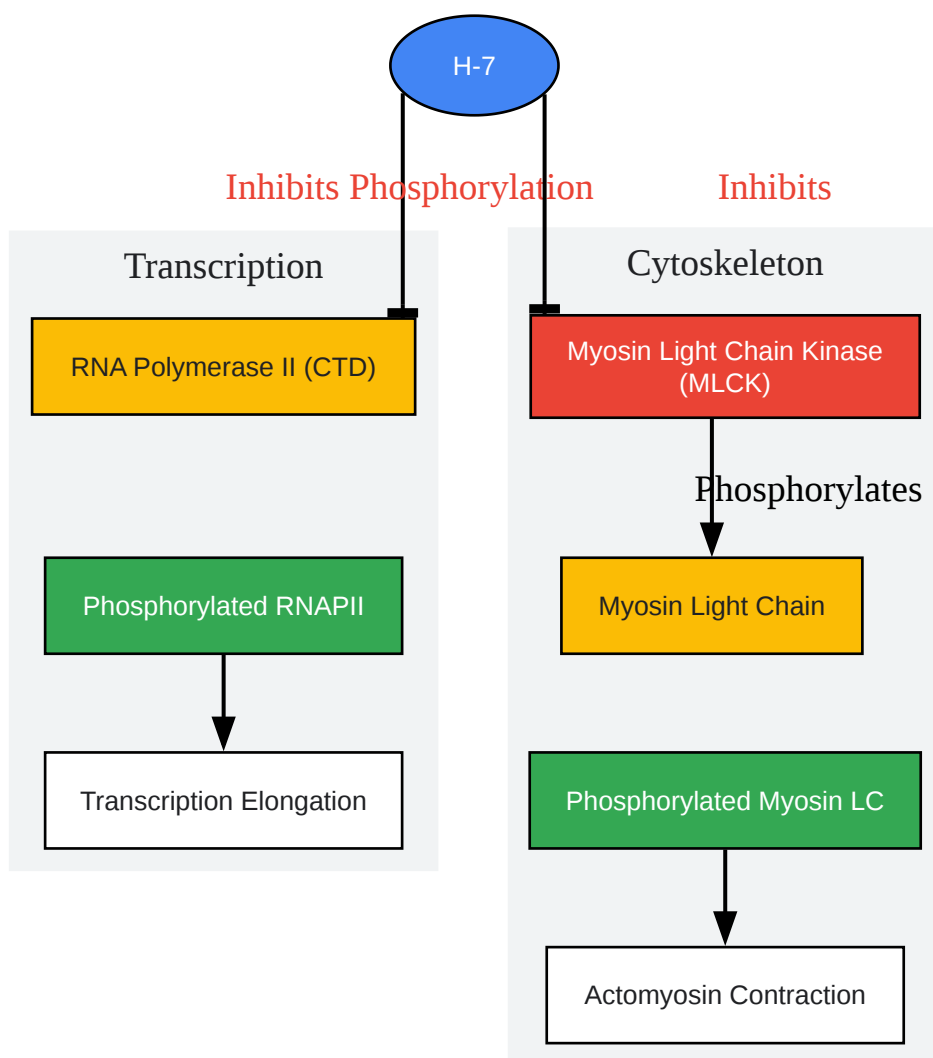 H-7
Inhibits Phosphorylation
Inhibits
Transcription
RNA Polymerase II (CTD)
Phosphorylated RNAPII
Transcription Elongation
Cytoskeleton
Myosin Light Chain Kinase
(MLCK)
Phosphorylates
Myosin Light Chain
Phosphorylated Myosin LC
Actomyosin Contraction